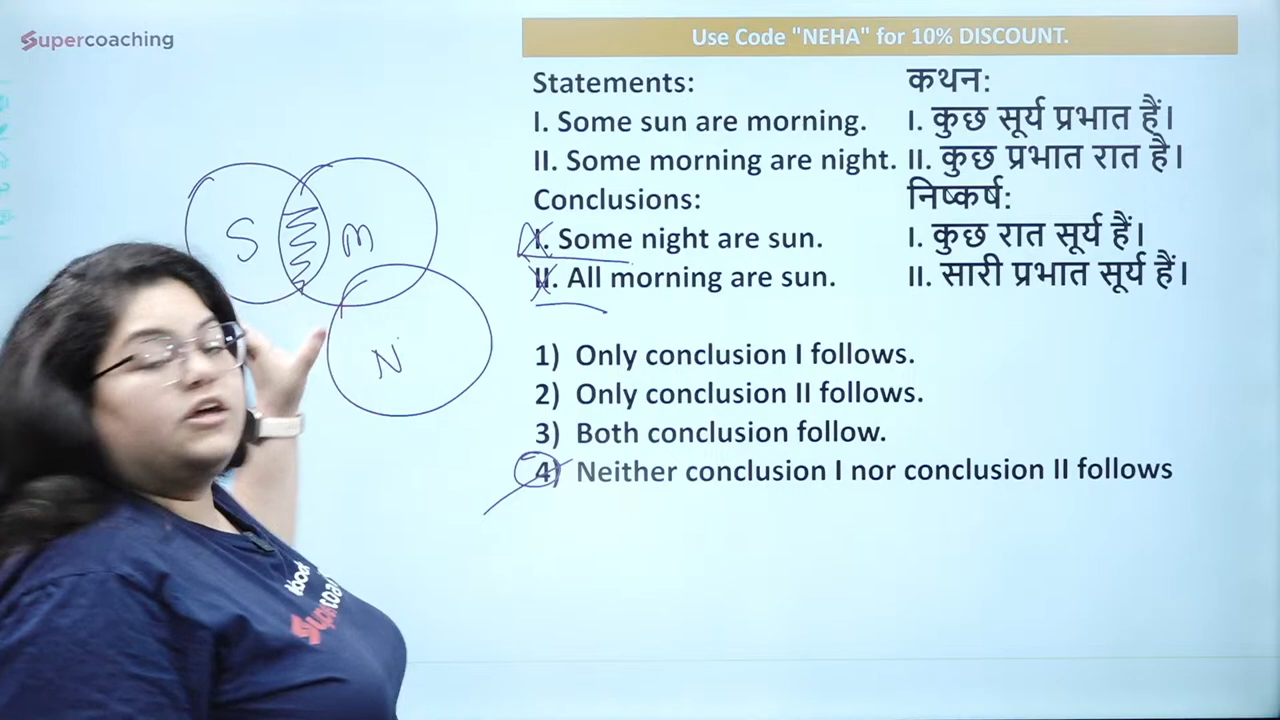 Supercoaching
Use Code "NEHA" for 10% DISCOUNT.
Statements:
I. Some sun are morning.
II. Some morning are night.
Conclusions:
I. Some night are sun.
II. All morning are sun.
कथन:
I. कुछ सूर्य प्रभात हैं।
II. कुछ प्रभात रात है।
निष्कर्ष:
I. कुछ रात सूर्य हैं।
II. सारी प्रभात सूर्य हैं।
1) Only conclusion I follows.
2) Only conclusion II follows.
3) Both conclusion follow.
4) Neither conclusion I nor conclusion II follows
S
M
N